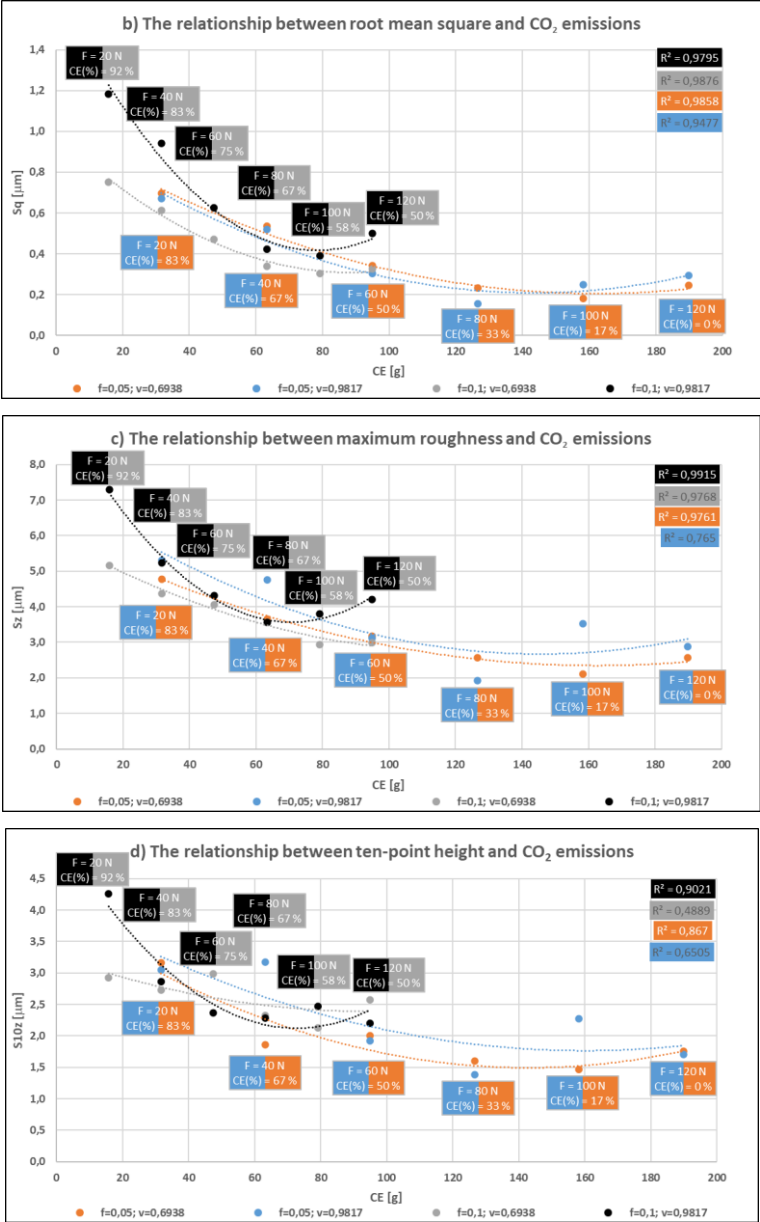 b) The relationship between root mean square and CO₂ emissions
1,4
1,2
1,0
0,8
0,6
0,4
0,2
0,0
Sq [µm]
F = 20 N
CE(%) = 92 %
F = 40 N
CE(%) = 83 %
F = 60 N
CE(%) = 75 %
F = 80 N
CE(%) = 67 %
F = 100 N
CE(%) = 58 %
F = 120 N
CE(%) = 50 %
R² = 0,9795
R² = 0,9876
R² = 0,9858
R² = 0,9477
F = 20 N
CE(%) = 83 %
F = 40 N
CE(%) = 67 %
F = 60 N
CE(%) = 50 %
F = 80 N
CE(%) = 33 %
F = 100 N
CE(%) = 17 %
F = 120 N
CE(%) = 0 %
0 20 40 60 80 100 120 140 160 180 200
CE [g]
f=0,05; v=0,6938 f=0,05; v=0,9817 f=0,1; v=0,6938 f=0,1; v=0,9817
c) The relationship between maximum roughness and CO₂ emissions
8,0
7,0
6,0
5,0
4,0
3,0
2,0
1,0
0,0
Sz [µm]
F = 20 N
CE(%) = 92 %
F = 40 N
CE(%) = 83 %
F = 60 N
CE(%) = 75 %
F = 80 N
CE(%) = 67 %
F = 100 N
CE(%) = 58 %
F = 120 N
CE(%) = 50 %
R² = 0,9915
R² = 0,9768
R² = 0,9761
R² = 0,765
F = 20 N
CE(%) = 83 %
F = 40 N
CE(%) = 67 %
F = 60 N
CE(%) = 50 %
F = 80 N
CE(%) = 33 %
F = 100 N
CE(%) = 17 %
F = 120 N
CE(%) = 0 %
0 20 40 60 80 100 120 140 160 180 200
CE [g]
f=0,05; v=0,6938 f=0,05; v=0,9817 f=0,1; v=0,6938 f=0,1; v=0,9817
d) The relationship between ten-point height and CO₂ emissions
4,5
4,0
3,5
3,0
2,5
2,0
1,5
1,0
0,5
0,0
S10z [µm]
F = 20 N
CE(%) = 92 %
F = 40 N
CE(%) = 83 %
F = 60 N
CE(%) = 75 %
F = 80 N
CE(%) = 67 %
F = 100 N
CE(%) = 58 %
F = 120 N
CE(%) = 50 %
R² = 0,9021
R² = 0,4889
R² = 0,867
R² = 0,6505
F = 20 N
CE(%) = 83 %
F = 40 N
CE(%) = 67 %
F = 60 N
CE(%) = 50 %
F = 80 N
CE(%) = 33 %
F = 100 N
CE(%) = 17 %
F = 120 N
CE(%) = 0 %
0 20 40 60 80 100 120 140 160 180 200
CE [g]
f=0,05; v=0,6938 f=0,05; v=0,9817 f=0,1; v=0,6938 f=0,1; v=0,9817